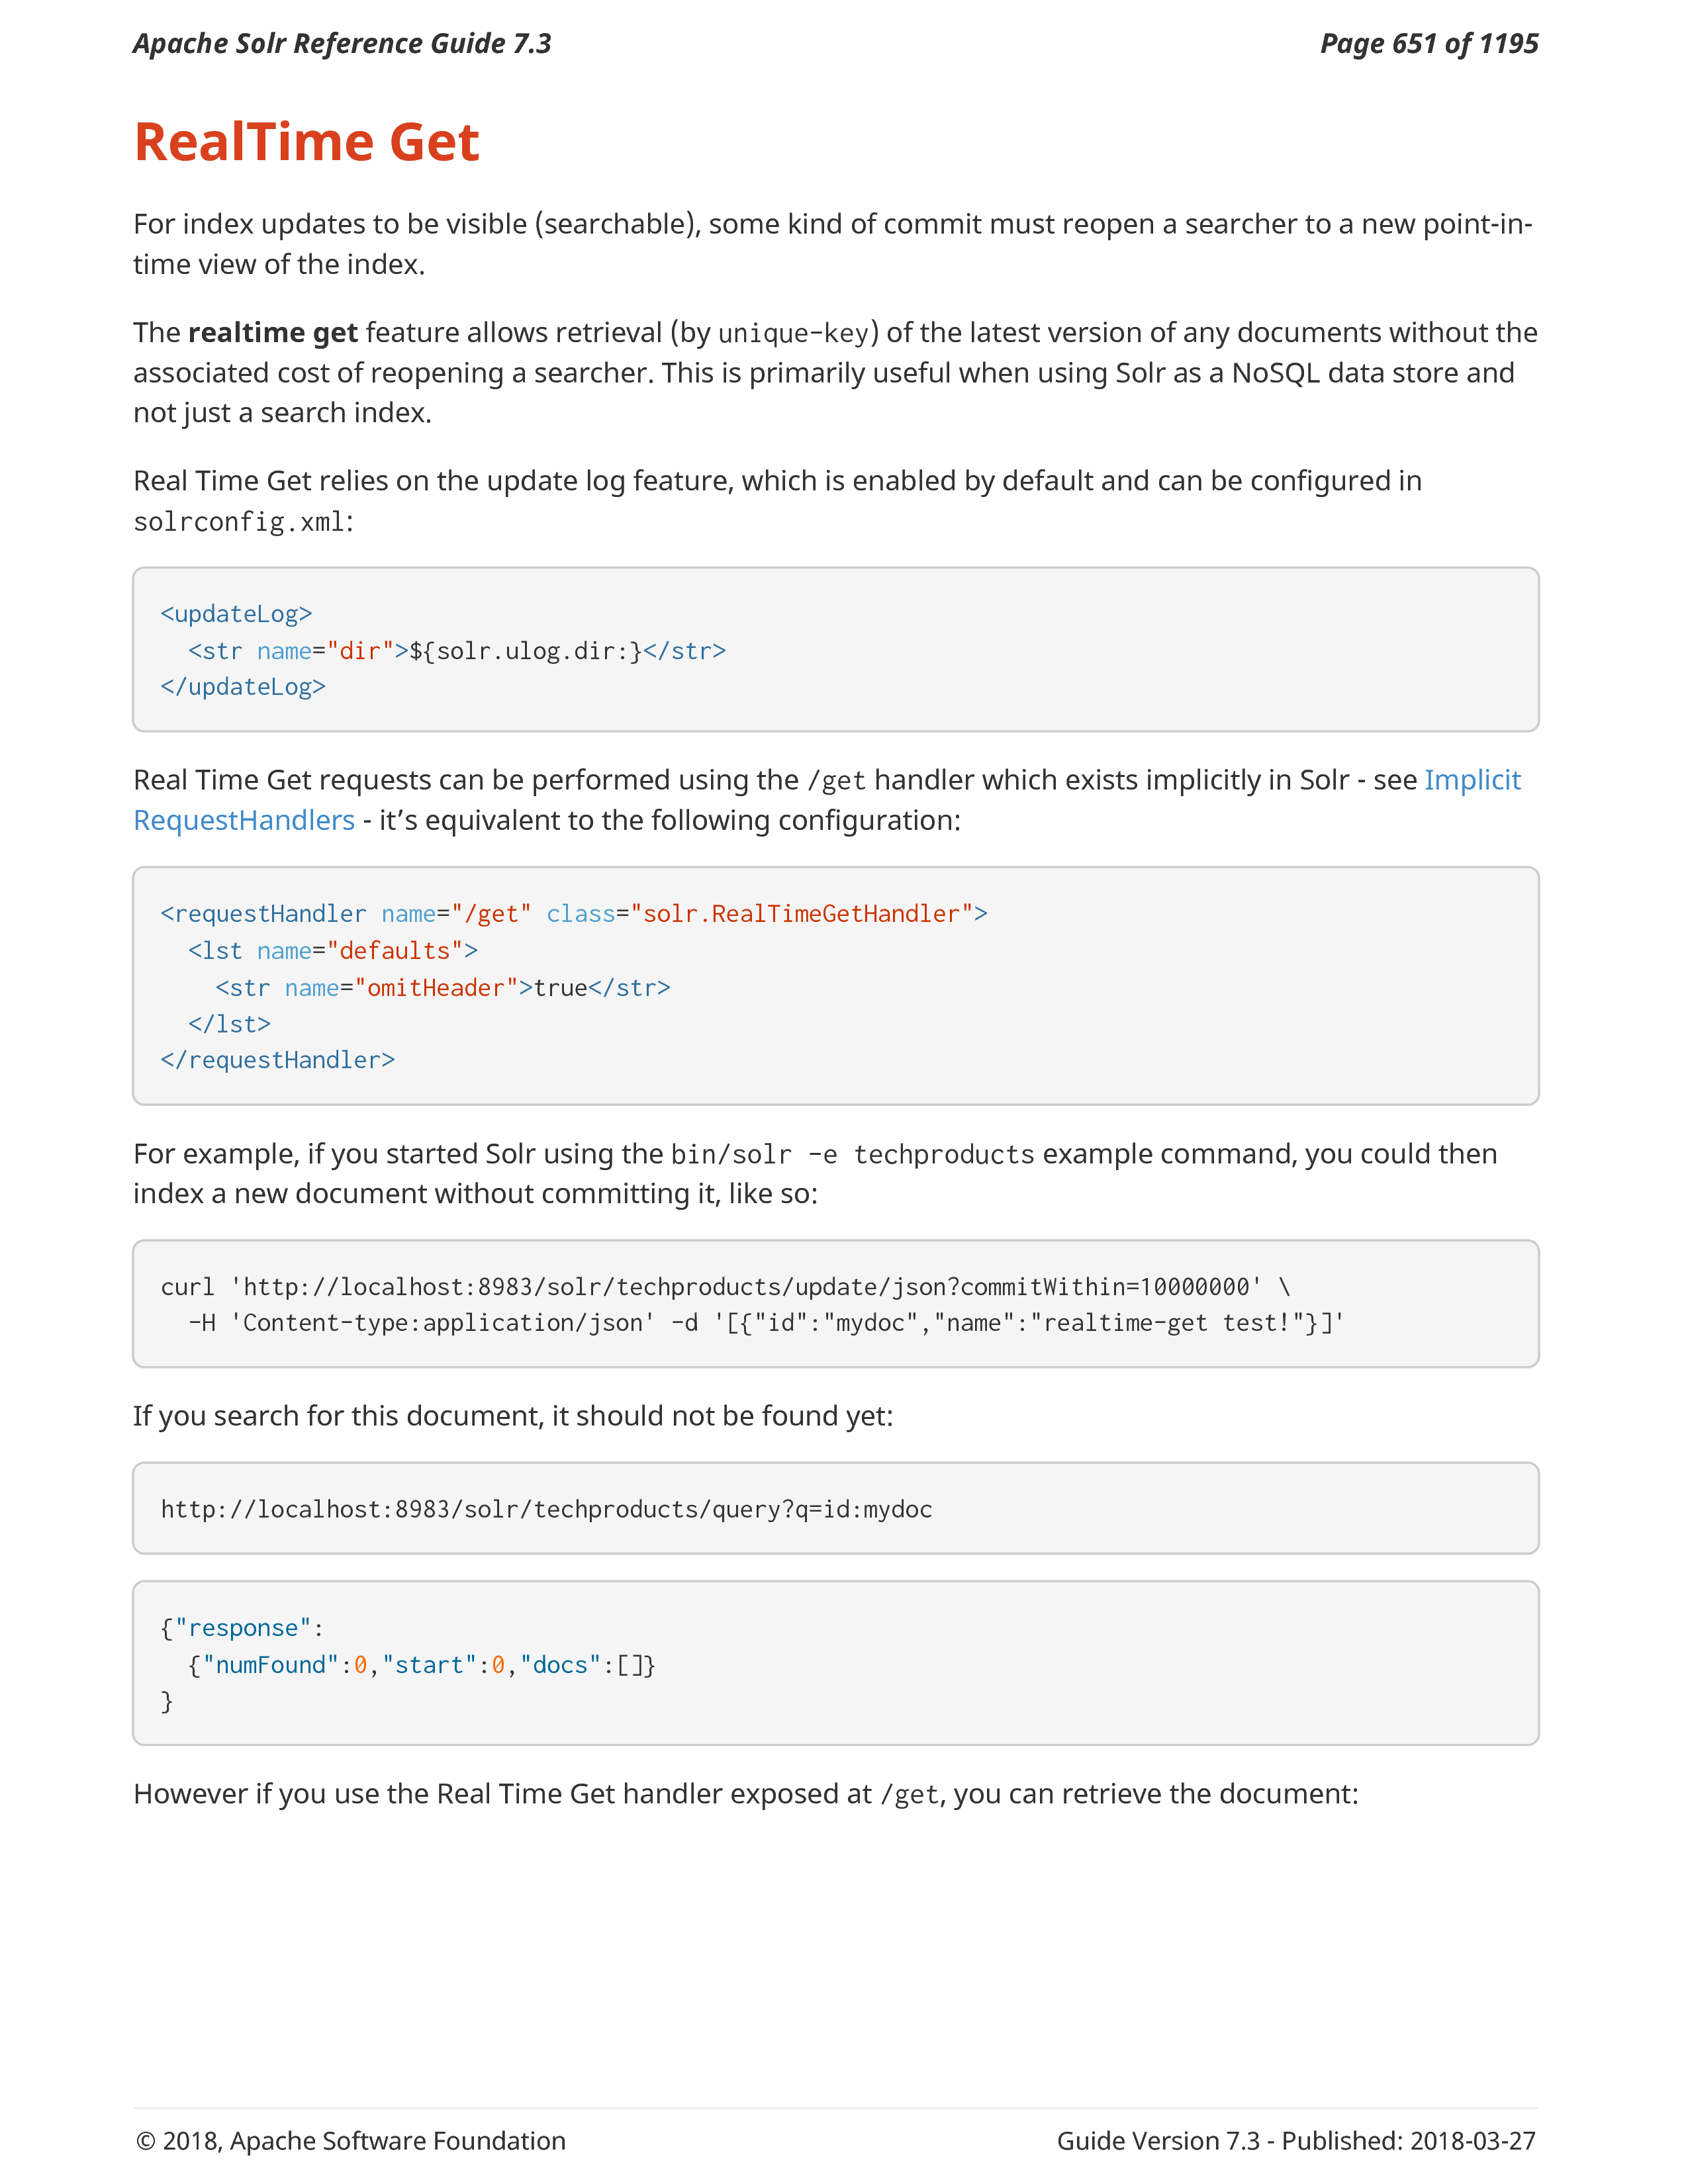 Apache Solr Reference Guide 7.3 Page 651 of 1195
RealTime Get
For index updates to be visible (searchable), some kind of commit must reopen a searcher to a new point-in-
time view of the index.
The realtime get feature allows retrieval (by unique-key) of the latest version of any documents without the
associated cost of reopening a searcher. This is primarily useful when using Solr as a NoSQL data store and
not just a search index.
Real Time Get relies on the update log feature, which is enabled by default and can be configured in
solrconfig.xml:
<updateLog>
  <str name="dir">${solr.ulog.dir:}</str>
</updateLog>
Real Time Get requests can be performed using the /get handler which exists implicitly in Solr - see Implicit
RequestHandlers - it’s equivalent to the following configuration:
<requestHandler name="/get" class="solr.RealTimeGetHandler">
  <lst name="defaults">
    <str name="omitHeader">true</str>
  </lst>
</requestHandler>
For example, if you started Solr using the bin/solr -e techproducts example command, you could then
index a new document without committing it, like so:
curl 'http://localhost:8983/solr/techproducts/update/json?commitWithin=10000000' \
  -H 'Content-type:application/json' -d '[{"id":"mydoc","name":"realtime-get test!"}]'
If you search for this document, it should not be found yet:
http://localhost:8983/solr/techproducts/query?q=id:mydoc
{"response":
  {"numFound":0,"start":0,"docs":[]}
}
However if you use the Real Time Get handler exposed at /get, you can retrieve the document:
© 2018, Apache Software Foundation Guide Version 7.3 - Published: 2018-03-27